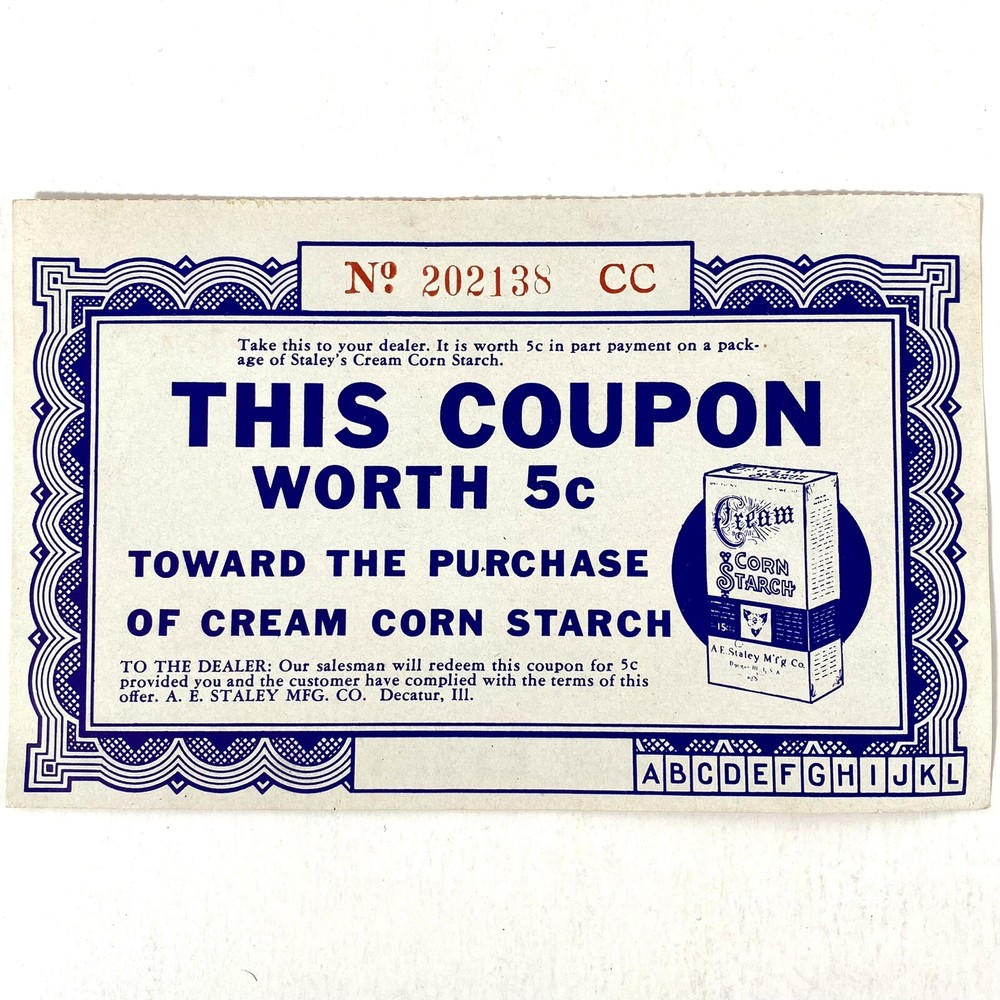 Nº 202138 CC
Take this to your dealer. It is worth 5c in part payment on a pack-
age of Staley's Cream Corn Starch.
THIS COUPON
WORTH 5c
TOWARD THE PURCHASE
OF CREAM CORN STARCH
Cream
CORN
STARCH
A.E. Staley M'f'g Co.
TO THE DEALER: Our salesman will redeem this coupon for 5c
provided you and the customer have complied with the terms of this
offer. A. E. STALEY MFG. CO. Decatur, Ill.
A B C D E F G H I J K L